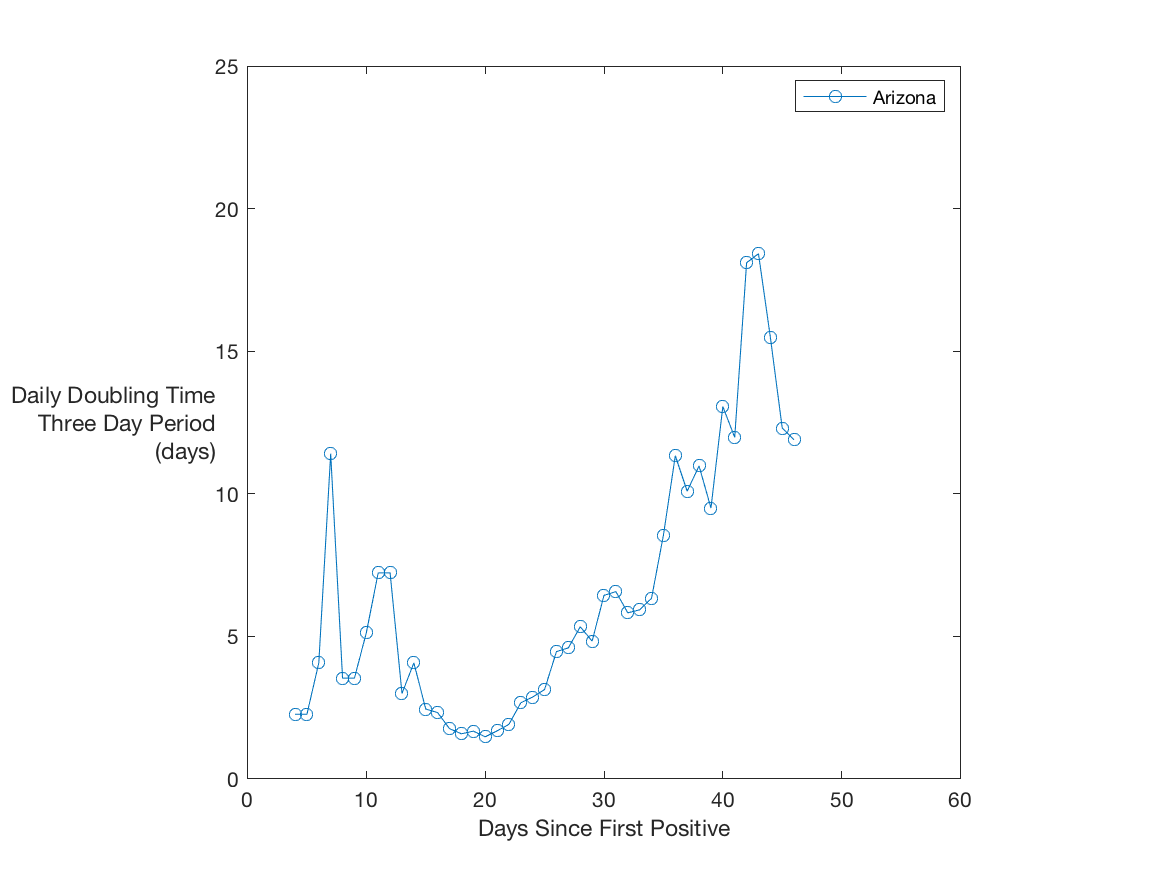 25
Arizona
20
15
Daily Doubling Time
Three Day Period
(days)
10
5
0
0 10 20 30 40 50 60
Days Since First Positive